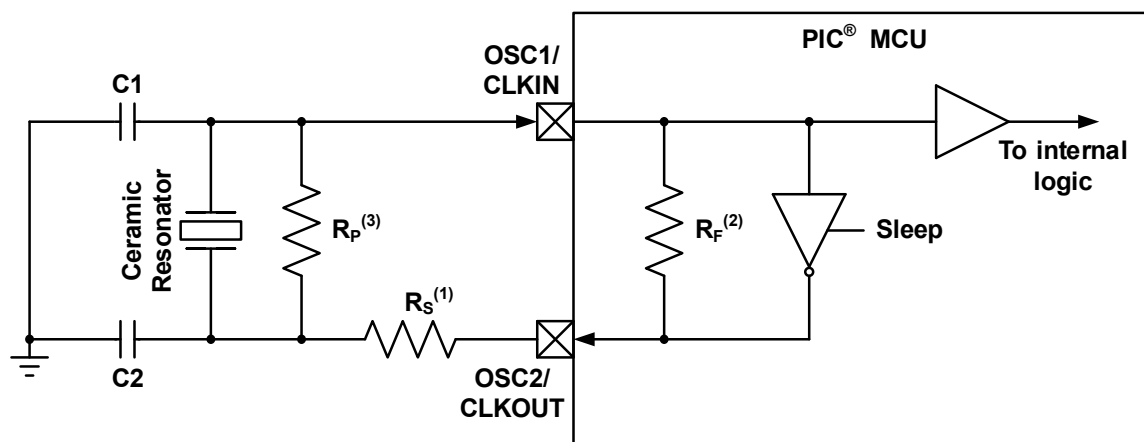 PIC® MCU
OSC1/
CLKIN
C1
To internal
logic
Ceramic
Resonator
RP(3)
RF(2)
Sleep
RS(1)
C2
OSC2/
CLKOUT